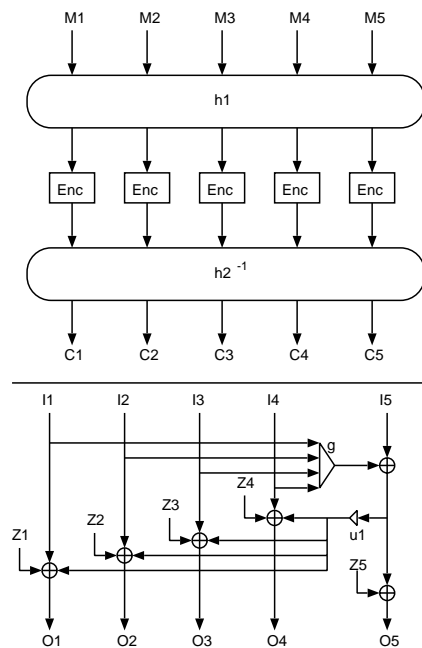 M1 M2 M3 M4 M5
h1
Enc Enc Enc Enc Enc
h2 -1
C1 C2 C3 C4 C5
I1 I2 I3 I4 I5
g
Z4
Z3
Z2
Z1
u1
Z5
O1 O2 O3 O4 O5